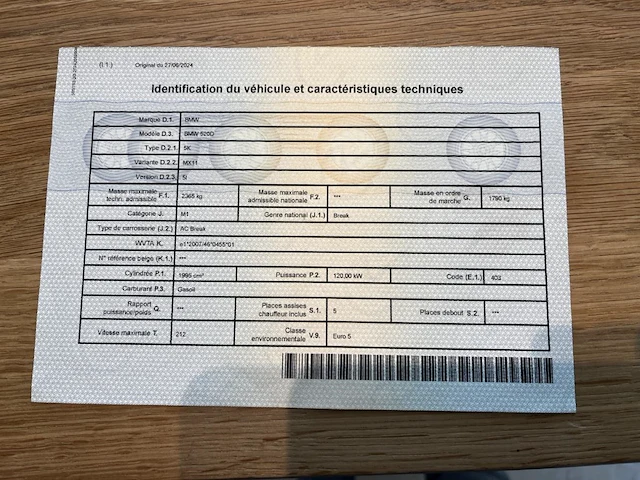 (I.1.) Original du 27/06/2024
Identification du véhicule et caractéristiques techniques
Marque D.1. BMW
Modèle D.3. BMW 520D
Type D.2.1. 5K
Variante D.2.2. MX11
Version D.2.3.
Masse maximale techn. admissible F.1. 2365 kg Masse maximale admissible nationale F.2. *** Masse en ordre de marche G. 1790 kg
Catégorie J. M1 Genre national (J.1.) Break
Type de carrosserie (J.2.) AC Break
WVTA K. e1*2007/46*0455*01
N° référence belge (K.1.) ***
Cylindrée P.1. 1995 cm³ Puissance P.2. 120,00 kW Code (E.1.) 403
Carburant P.3. Gasoil
Rapport puissance/poids Q. *** Places assises chauffeur inclus S.1. 5 Places debout S.2. ***
Vitesse maximale T. 212 Classe environnementale V.9. Euro 5